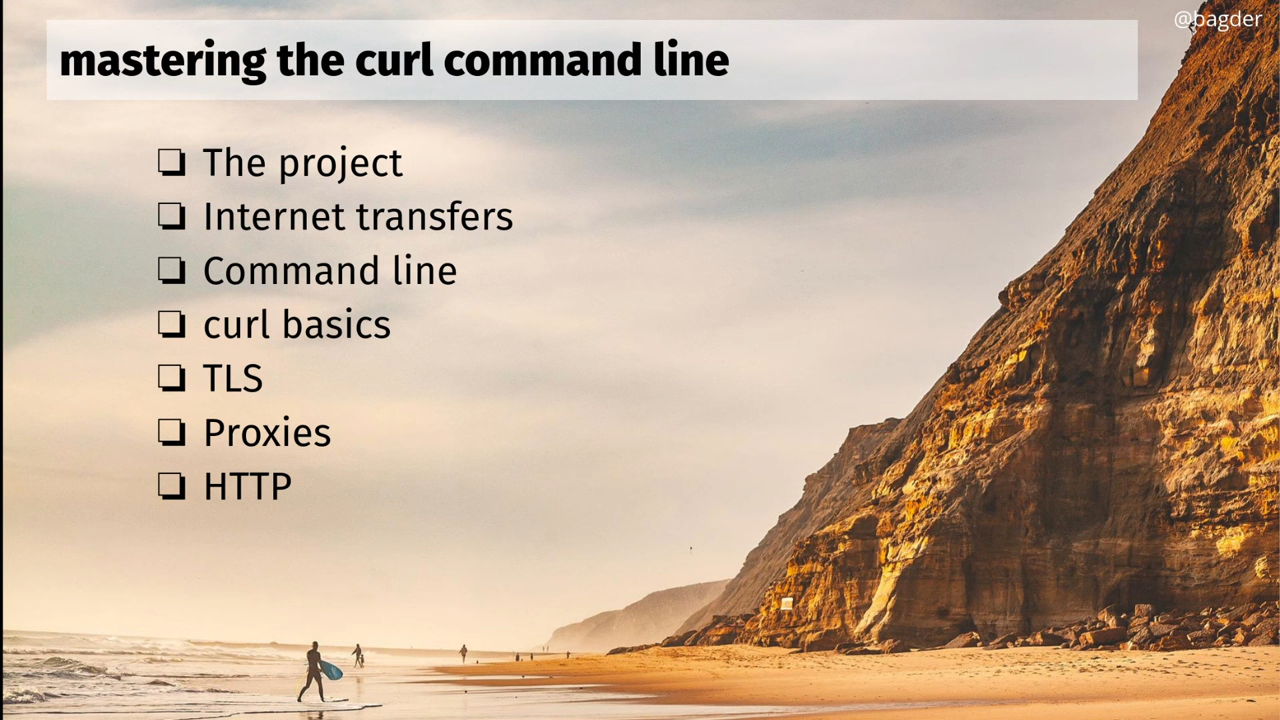 @bagder
mastering the curl command line
❏ The project
❏ Internet transfers
❏ Command line
❏ curl basics
❏ TLS
❏ Proxies
❏ HTTP